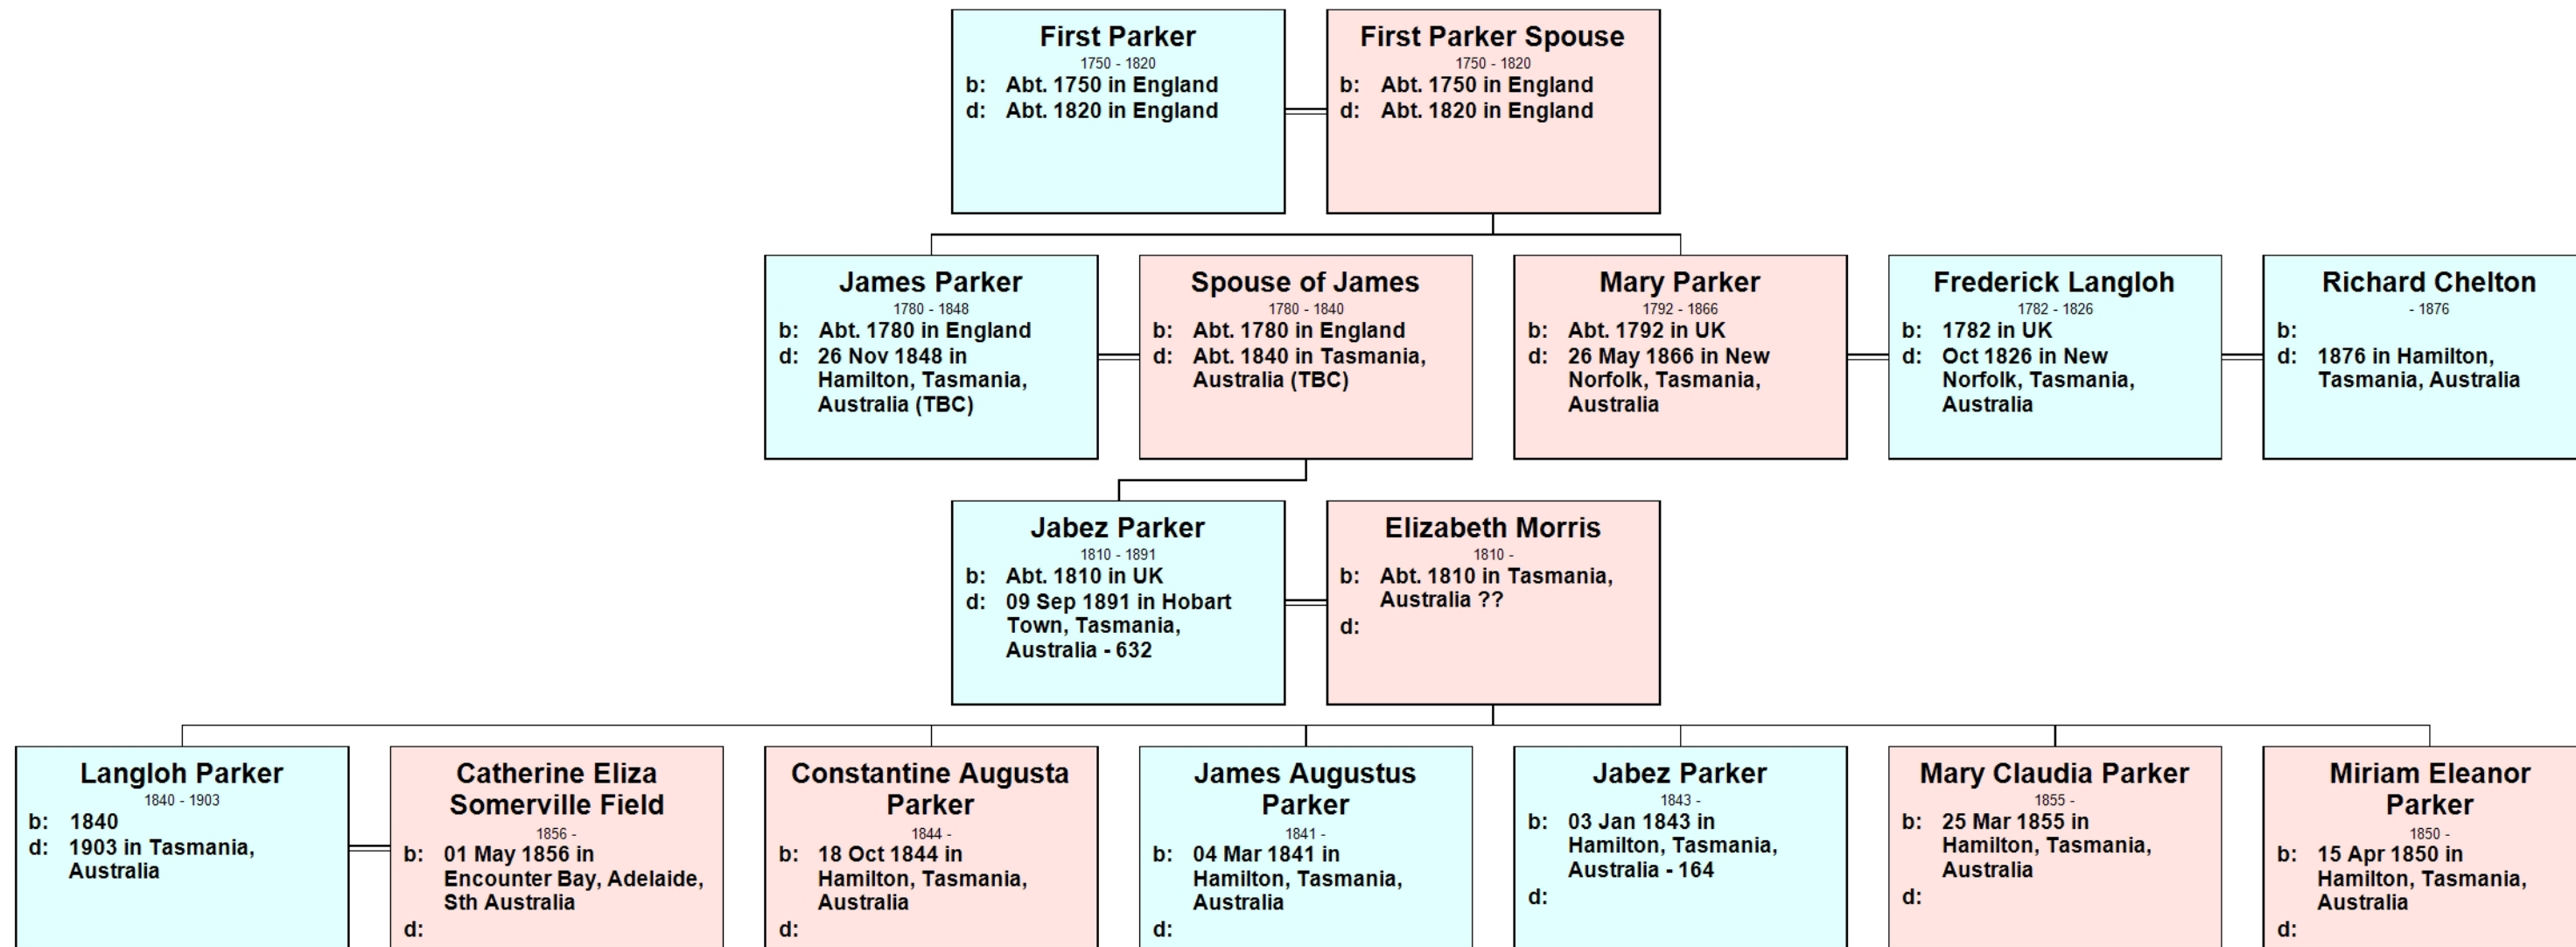 First Parker
1750 - 1820
b: Abt. 1750 in England
d: Abt. 1820 in England
First Parker Spouse
1750 - 1820
b: Abt. 1750 in England
d: Abt. 1820 in England
James Parker
1780 - 1848
b: Abt. 1780 in England
d: 26 Nov 1848 in
Hamilton, Tasmania,
Australia (TBC)
Spouse of James
1780 - 1840
b: Abt. 1780 in England
d: Abt. 1840 in Tasmania,
Australia (TBC)
Mary Parker
1792 - 1866
b: Abt. 1792 in UK
d: 26 May 1866 in New
Norfolk, Tasmania,
Australia
Frederick Langloh
1782 - 1826
b: 1782 in UK
d: Oct 1826 in New
Norfolk, Tasmania,
Australia
Richard Chelton
- 1876
b:
d: 1876 in Hamilton,
Tasmania, Australia
Jabez Parker
1810 - 1891
b: Abt. 1810 in UK
d: 09 Sep 1891 in Hobart
Town, Tasmania,
Australia - 632
Elizabeth Morris
1810 -
b: Abt. 1810 in Tasmania,
Australia ??
d:
Langloh Parker
1840 - 1903
b: 1840
d: 1903 in Tasmania,
Australia
Catherine Eliza
Somerville Field
1856 -
b: 01 May 1856 in
Encounter Bay, Adelaide,
Sth Australia
d:
Constantine Augusta
Parker
1844 -
b: 18 Oct 1844 in
Hamilton, Tasmania,
Australia
d:
James Augustus
Parker
1841 -
b: 04 Mar 1841 in
Hamilton, Tasmania,
Australia
d:
Jabez Parker
1843 -
b: 03 Jan 1843 in
Hamilton, Tasmania,
Australia - 164
d:
Mary Claudia Parker
1855 -
b: 25 Mar 1855 in
Hamilton, Tasmania,
Australia
d:
Miriam Eleanor
Parker
1850 -
b: 15 Apr 1850 in
Hamilton, Tasmania,
Australia
d: